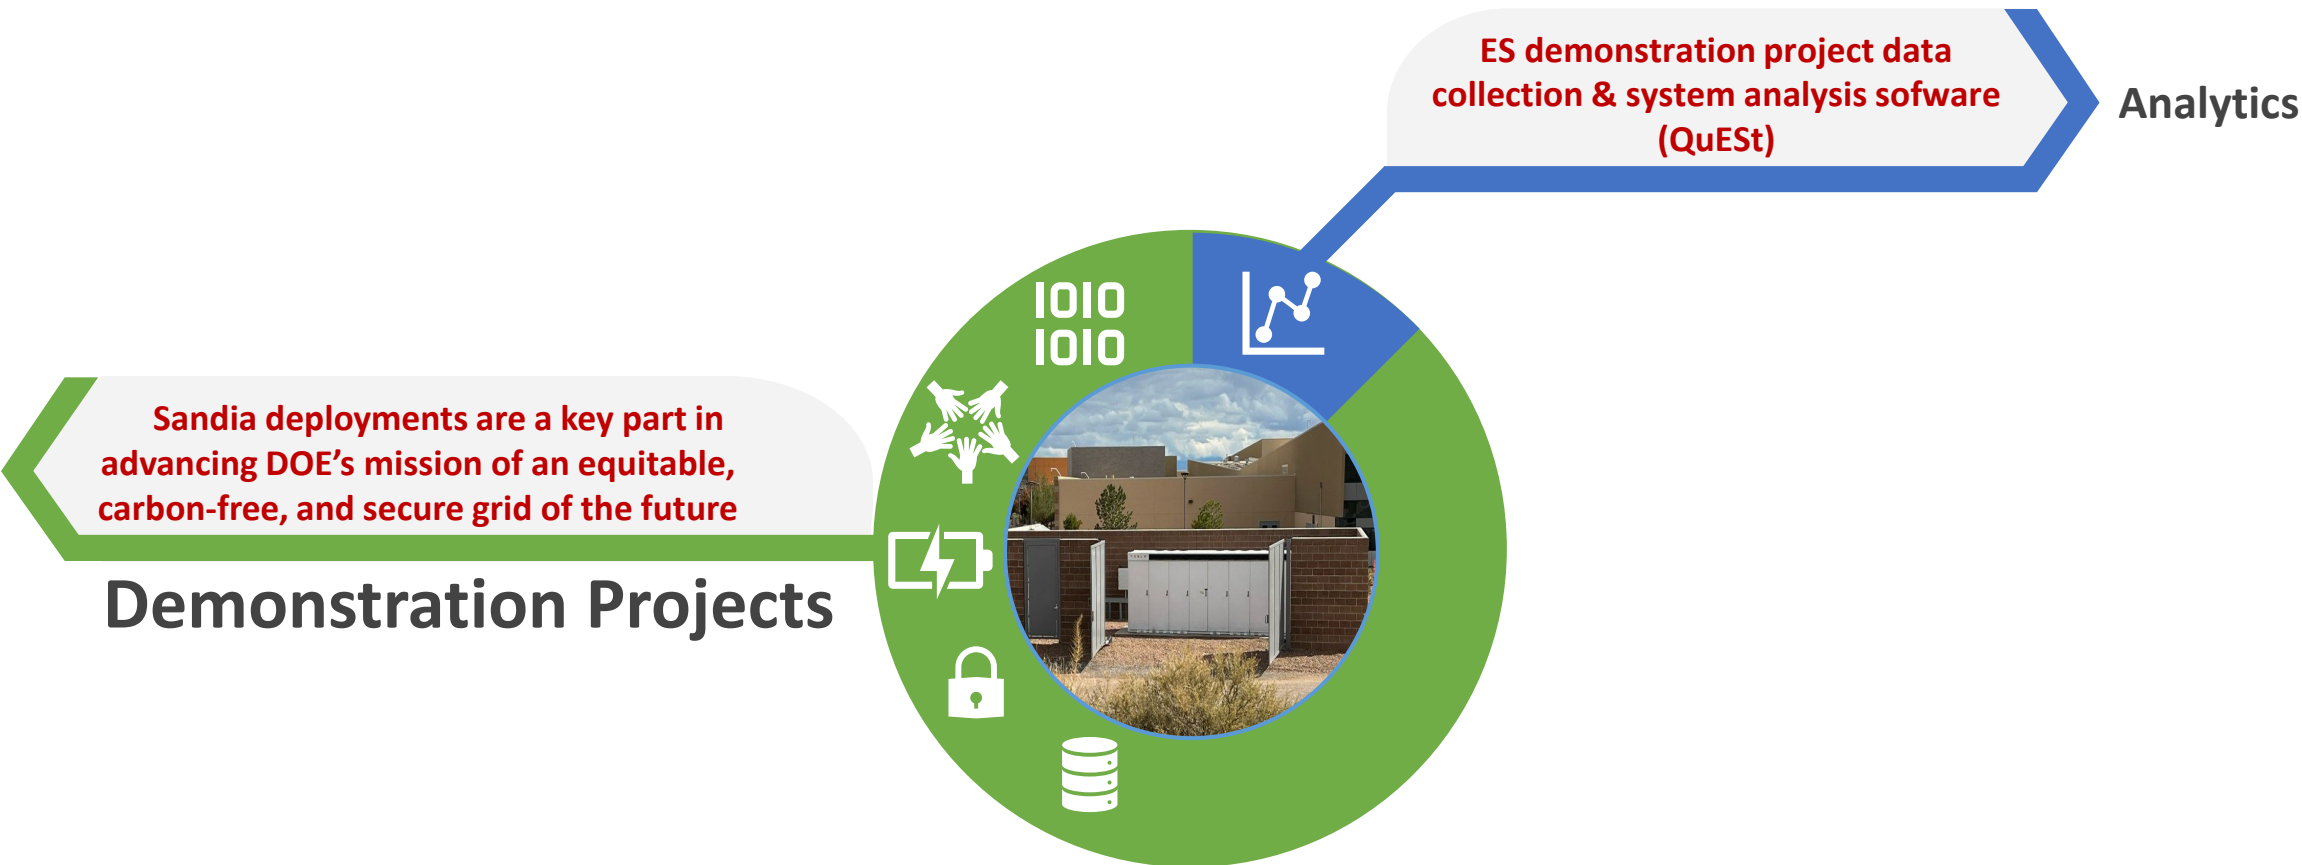 ES demonstration project data
collection & system analysis sofware
(QuESt)
Analytics
1010
1010
Sandia deployments are a key part in
advancing DOE’s mission of an equitable,
carbon-free, and secure grid of the future
Demonstration Projects